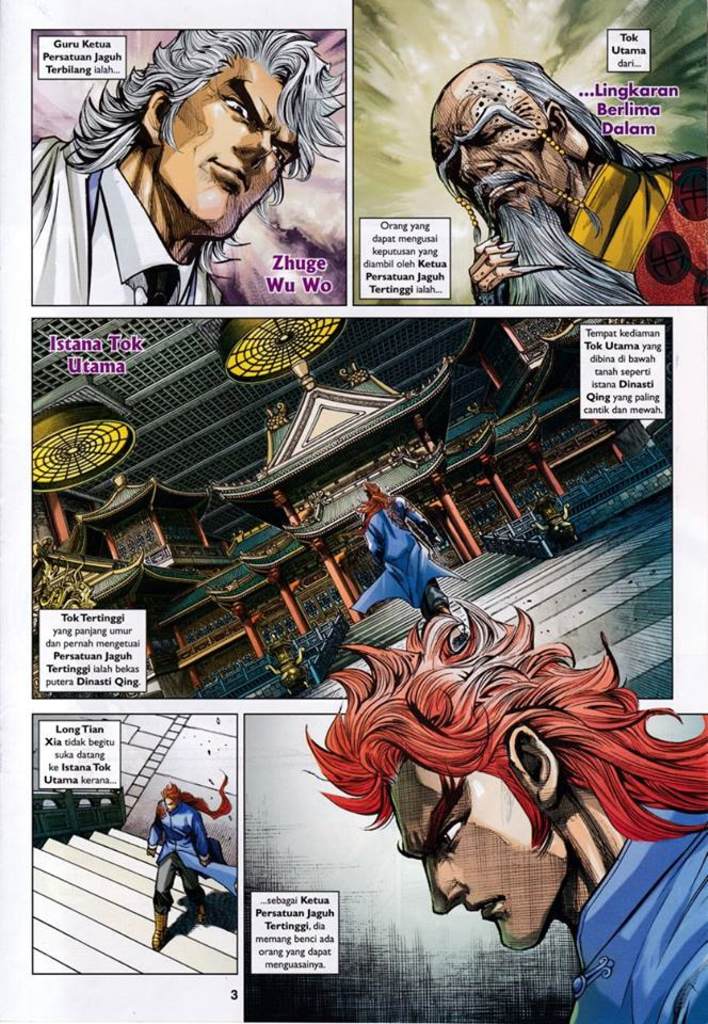 Guru Ketua
Persatuan Jaguh
Terbilang ialah...
Zhuge
Wu Wo
Tok
Utama
dari...
...Lingkaran
Berlima
Dalam
Orang yang
dapat mengusai
keputusan yang
diambil oleh Ketua
Persatuan Jaguh
Tertinggi ialah...
Istana Tok
Utama
Tempat kediaman
Tok Utama yang
dibina di bawah
tanah seperti
istana Dinasti
Qing yang paling
cantik dan mewah.
Tok Tertinggi
yang panjang umur
dan pernah mengetuai
Persatuan Jaguh
Tertinggi ialah bekas
putera Dinasti Qing.
Long Tian
Xia tidak begitu
suka datang
ke Istana Tok
Utama kerana...
...sebagai Ketua
Persatuan Jaguh
Tertinggi, dia
memang benci ada
orang yang dapat
menguasainya.
3